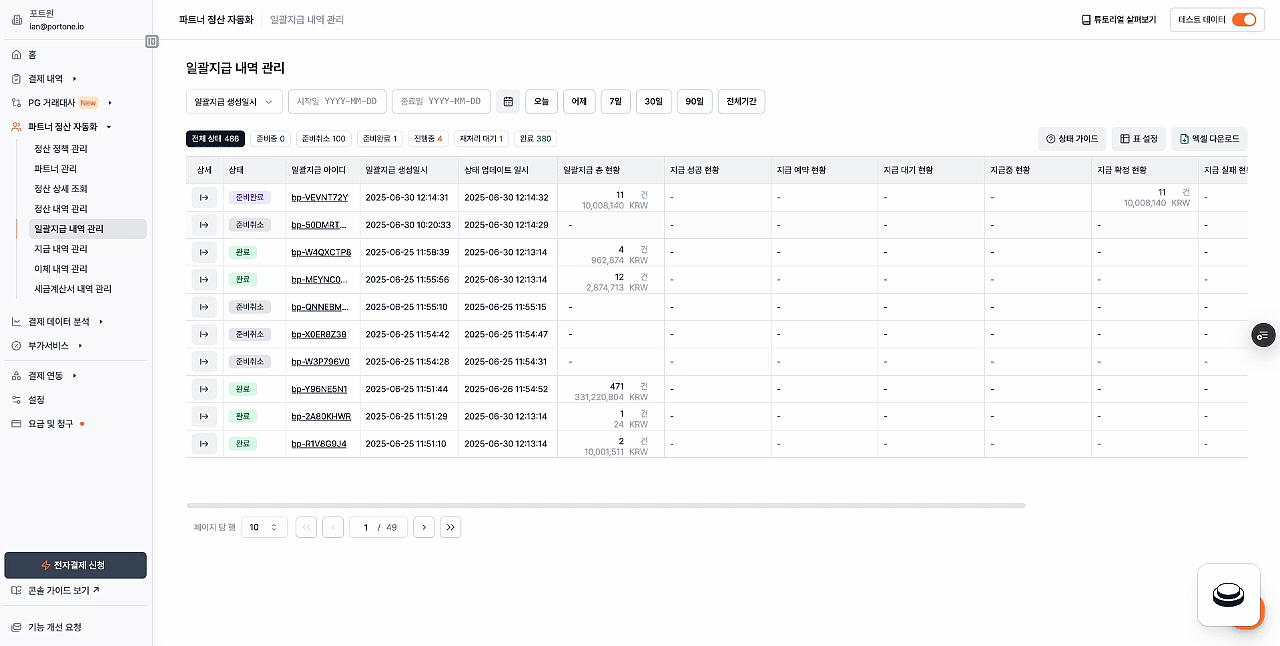 포트원
ian@portone.io
홈
결제 내역
PG 거래대사 New
파트너 정산 자동화
정산 정책 관리
파트너 관리
정산 상세 조회
정산 내역 관리
일괄지급 내역 관리
지급 내역 관리
이체 내역 관리
세금계산서 내역 관리
결제 데이터 분석
부가서비스
결제 연동
설정
요금 및 청구
전자결제 신청
콘솔 가이드 보기
기능 개선 요청
파트너 정산 자동화 일괄지급 내역 관리
튜토리얼 살펴보기 테스트 데이터
일괄지급 내역 관리
일괄지급 생성일시 시작일 YYYY-MM-DD 종료일 YYYY-MM-DD 오늘 어제 7일 30일 90일 전체기간
전체 상태 486 준비중 0 준비취소 100 준비완료 1 진행중 4 재처리 대기 1 완료 380 상태 가이드 표 설정 엑셀 다운로드
상세 상태 일괄지급 아이디 일괄지급 생성일시 상태 업데이트 일시 일괄지급 총 현황 지급 성공 현황 지급 예약 현황 지급 대기 현황 지급중 현황 지급 확정 현황 지급 실패 현황
준비완료 bp-VEVNT72Y 2025-06-30 12:14:31 2025-06-30 12:14:32 11 건 - - - - 11 건 -
10,008,140 KRW 10,008,140 KRW
준비취소 bp-50DMRT... 2025-06-30 10:20:33 2025-06-30 12:14:29 - - - - - - -
완료 bp-W4QXCTP8 2025-06-25 11:58:39 2025-06-30 12:13:14 4 건 - - - - - -
962,874 KRW
완료 bp-MEYNC0... 2025-06-25 11:55:56 2025-06-30 12:13:14 12 건 - - - - - -
2,874,713 KRW
준비취소 bp-QNNEBM... 2025-06-25 11:55:10 2025-06-25 11:55:15 - - - - - - -
준비취소 bp-X0ER8Z38 2025-06-25 11:54:42 2025-06-25 11:54:47 - - - - - - -
준비취소 bp-W3P796V0 2025-06-25 11:54:28 2025-06-25 11:54:31 - - - - - - -
완료 bp-Y96NE5N1 2025-06-25 11:51:44 2025-06-26 11:54:52 471 건 - - - - - -
331,220,804 KRW
완료 bp-2A80KHWR 2025-06-25 11:51:29 2025-06-30 12:13:14 1 건 - - - - - -
24 KRW
완료 bp-R1V8G9J4 2025-06-25 11:51:10 2025-06-30 12:13:14 2 건 - - - - - -
10,001,511 KRW
페이지 당 행 10 1 / 49